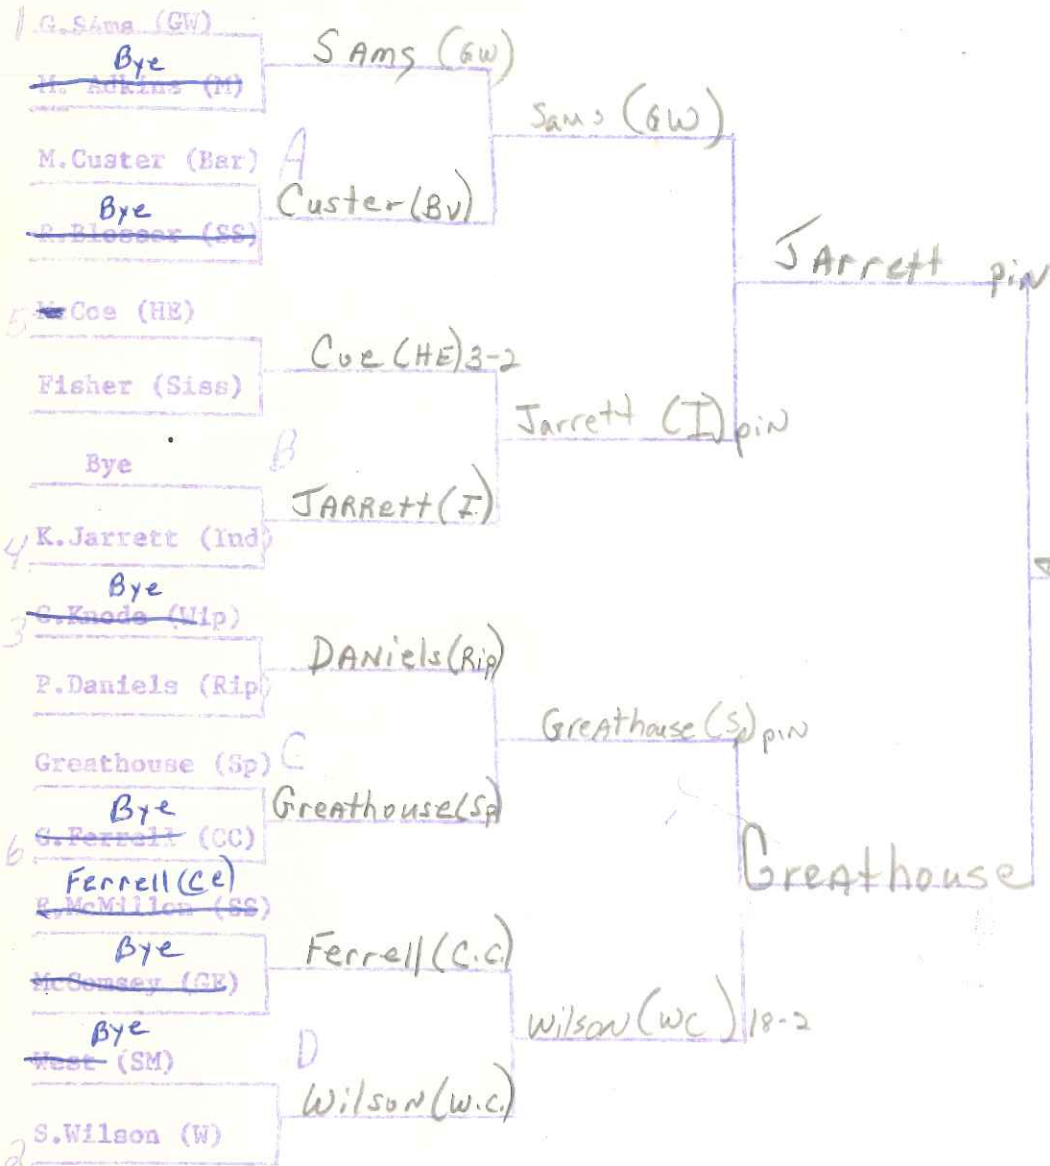 1 G.Sams (GW)
Bye
M. Adkins (M)
M.Custer (Bar)
Bye
R.Blosser (SS)
5 Coe (HE)
Fisher (Siss)
Bye
4 K.Jarrett (Ind)
Bye
3 G.Knode (Wip)
P.Daniels (Rip)
Greathouse (Sp)
Bye
6 G.Ferrell (CC)
Ferrell (CC)
R.McMillon (SS)
Bye
McComsey (GE)
Bye
West (SM)
2 S.Wilson (W)
SAms (GW)
A
Custer (BV)
Coe (HE) 3-2
B
JARRett (I)
DANiels (Rip)
C
Greathouse (Sp)
Ferrell (C.C.)
D
Wilson (W.C.)
Sams (GW)
Jarrett (I) piN
GreAthouse (Sp) piN
Wilson (WC) 18-2
JArrett piN
GreAthouse